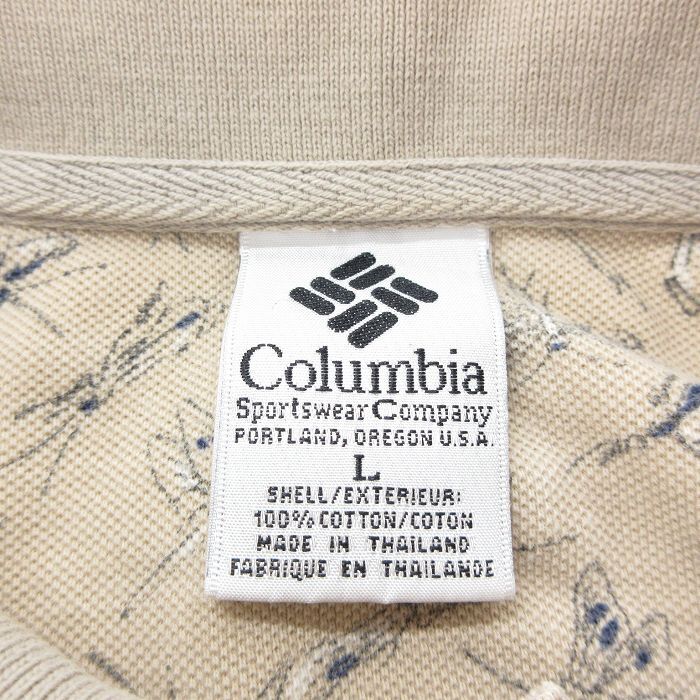 Columbia
Sportswear Company
PORTLAND, OREGON U.S.A.
L
SHELL/EXTERIEUR:
100% COTTON/COTON
MADE IN THAILAND
FABRIQUE EN THAILANDE